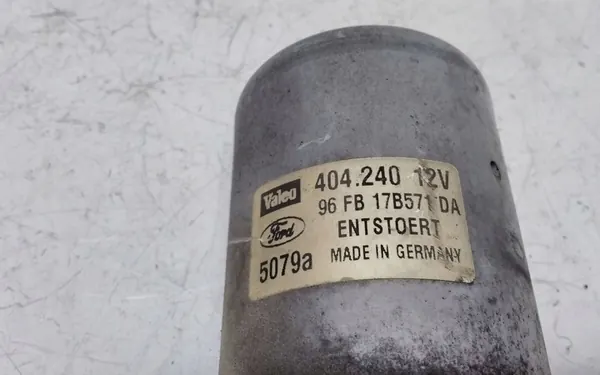 Valeo 404.240 12V
96 FB 17B571 DA
Ford ENTSTOERT
5079a MADE IN GERMANY